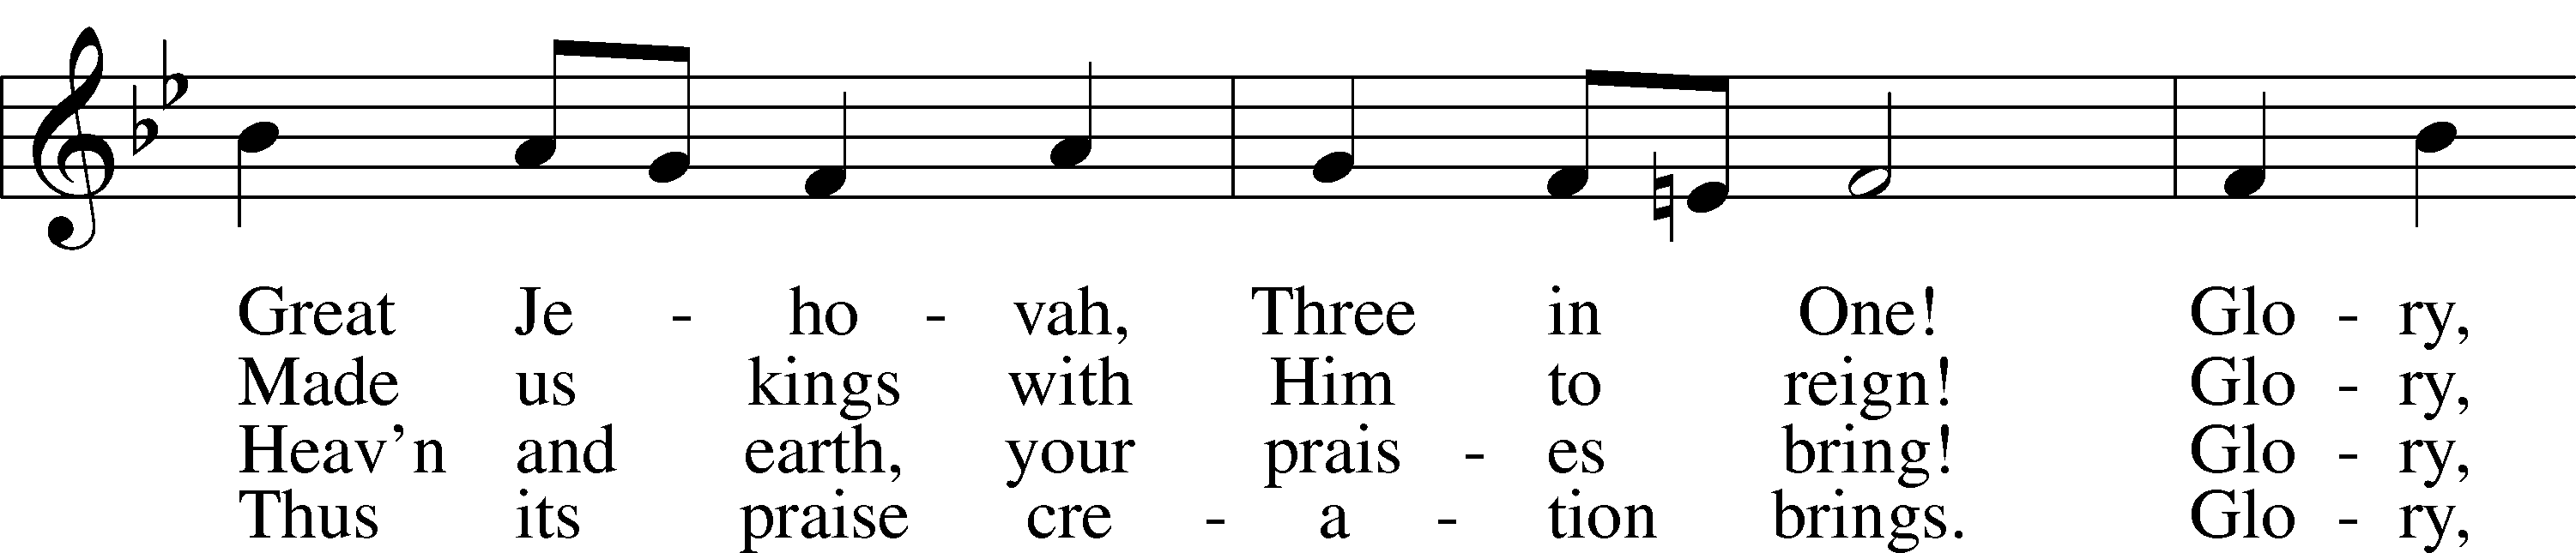 Great Je - ho - vah, Three in One! Glo - ry,
Made us kings with Him to reign! Glo - ry,
Heav'n and earth, your prais - es bring! Glo - ry,
Thus its praise cre - a - tion brings. Glo - ry,